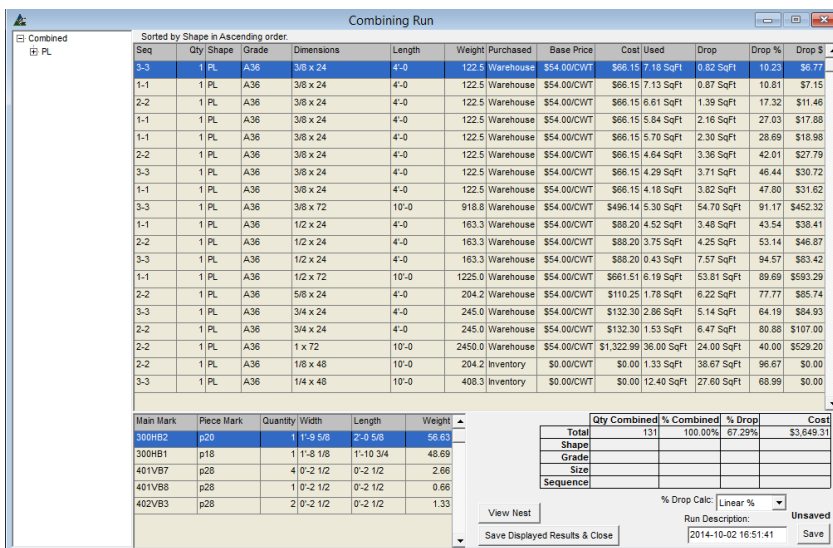 Combining Run
Combined
PL
Sorted by Shape in Ascending order.
Seq Qty Shape Grade Dimensions Length Weight Purchased Base Price Cost Used Drop Drop % Drop $
3-3 1 PL A36 3/8 x 24 4'-0 122.5 Warehouse $54.00/CWT $66.15 7.18 SqFt 0.82 SqFt 10.23 $6.77
1-1 1 PL A36 3/8 x 24 4'-0 122.5 Warehouse $54.00/CWT $66.15 7.13 SqFt 0.87 SqFt 10.81 $7.15
2-2 1 PL A36 3/8 x 24 4'-0 122.5 Warehouse $54.00/CWT $66.15 6.61 SqFt 1.39 SqFt 17.32 $11.46
1-1 1 PL A36 3/8 x 24 4'-0 122.5 Warehouse $54.00/CWT $66.15 5.84 SqFt 2.16 SqFt 27.03 $17.88
1-1 1 PL A36 3/8 x 24 4'-0 122.5 Warehouse $54.00/CWT $66.15 5.70 SqFt 2.30 SqFt 28.69 $18.98
2-2 1 PL A36 3/8 x 24 4'-0 122.5 Warehouse $54.00/CWT $66.15 4.64 SqFt 3.36 SqFt 42.01 $27.79
3-3 1 PL A36 3/8 x 24 4'-0 122.5 Warehouse $54.00/CWT $66.15 4.29 SqFt 3.71 SqFt 46.44 $30.72
1-1 1 PL A36 3/8 x 24 4'-0 122.5 Warehouse $54.00/CWT $66.15 4.18 SqFt 3.82 SqFt 47.80 $31.62
3-3 1 PL A36 3/8 x 72 10'-0 918.8 Warehouse $54.00/CWT $496.14 5.30 SqFt 54.70 SqFt 91.17 $452.32
1-1 1 PL A36 1/2 x 24 4'-0 163.3 Warehouse $54.00/CWT $88.20 4.52 SqFt 3.48 SqFt 43.54 $38.41
2-2 1 PL A36 1/2 x 24 4'-0 163.3 Warehouse $54.00/CWT $88.20 3.75 SqFt 4.25 SqFt 53.14 $46.87
3-3 1 PL A36 1/2 x 24 4'-0 163.3 Warehouse $54.00/CWT $88.20 0.43 SqFt 7.57 SqFt 94.57 $83.42
1-1 1 PL A36 1/2 x 72 10'-0 1225.0 Warehouse $54.00/CWT $661.51 6.19 SqFt 53.81 SqFt 89.69 $593.29
2-2 1 PL A36 5/8 x 24 4'-0 204.2 Warehouse $54.00/CWT $110.25 1.78 SqFt 6.22 SqFt 77.77 $85.74
3-3 1 PL A36 3/4 x 24 4'-0 245.0 Warehouse $54.00/CWT $132.30 2.86 SqFt 5.14 SqFt 64.19 $84.93
2-2 1 PL A36 3/4 x 24 4'-0 245.0 Warehouse $54.00/CWT $132.30 1.53 SqFt 6.47 SqFt 80.88 $107.00
2-2 1 PL A36 1 x 72 10'-0 2450.0 Warehouse $54.00/CWT $1,322.99 36.00 SqFt 24.00 SqFt 40.00 $529.20
2-2 1 PL A36 1/8 x 48 10'-0 204.2 Inventory $0.00/CWT $0.00 1.33 SqFt 38.67 SqFt 96.67 $0.00
3-3 1 PL A36 1/4 x 48 10'-0 408.3 Inventory $0.00/CWT $0.00 12.40 SqFt 27.60 SqFt 68.99 $0.00
Main Mark Piece Mark Quantity Width Length Weight
300HB2 p20 1 1'-9 5/8 2'-0 5/8 56.63
300HB1 p18 1 1'-8 1/8 1'-10 3/4 48.69
401VB7 p28 4 0'-2 1/2 0'-2 1/2 2.66
401VB8 p28 1 0'-2 1/2 0'-2 1/2 0.66
402VB3 p28 2 0'-2 1/2 0'-2 1/2 1.33
Qty Combined % Combined % Drop Cost
Total 131 100.00% 67.29% $3,649.31
Shape
Grade
Size
Sequence
% Drop Calc: Linear %
View Nest
Run Description: Unsaved
Save Displayed Results & Close 2014-10-02 16:51:41 Save